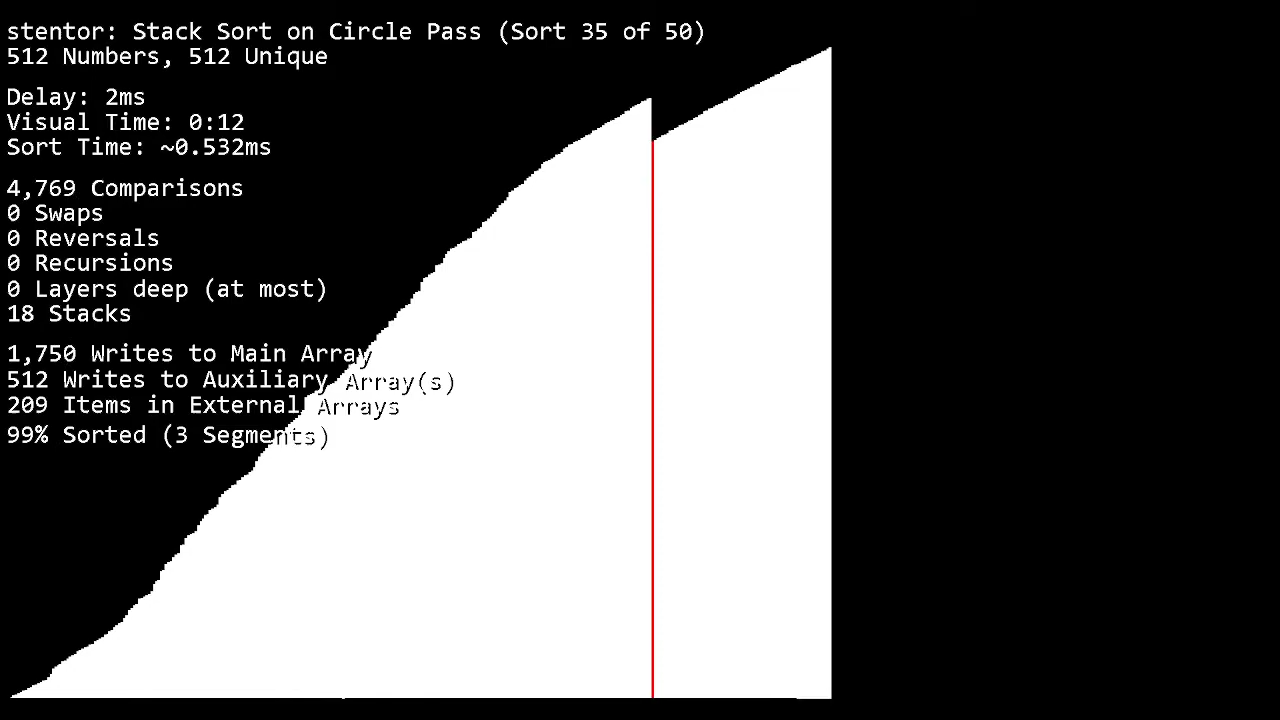 stentor: Stack Sort on Circle Pass (Sort 35 of 50)
512 Numbers, 512 Unique
Delay: 2ms
Visual Time: 0:12
Sort Time: ~0.532ms
4,769 Comparisons
0 Swaps
0 Reversals
0 Recursions
0 Layers deep (at most)
18 Stacks
1,750 Writes to Main Array
512 Writes to Auxiliary Array(s)
209 Items in External Arrays
99% Sorted (3 Segments)